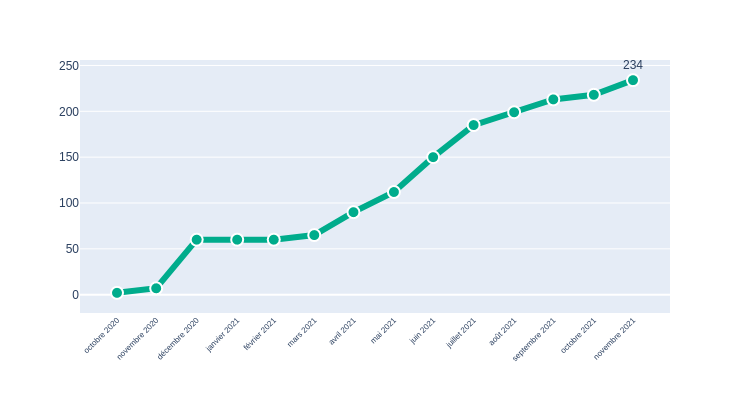 250
234
200
150
100
50
0
octobre 2020
novembre 2020
décembre 2020
janvier 2021
février 2021
mars 2021
avril 2021
mai 2021
juin 2021
juillet 2021
août 2021
septembre 2021
octobre 2021
novembre 2021